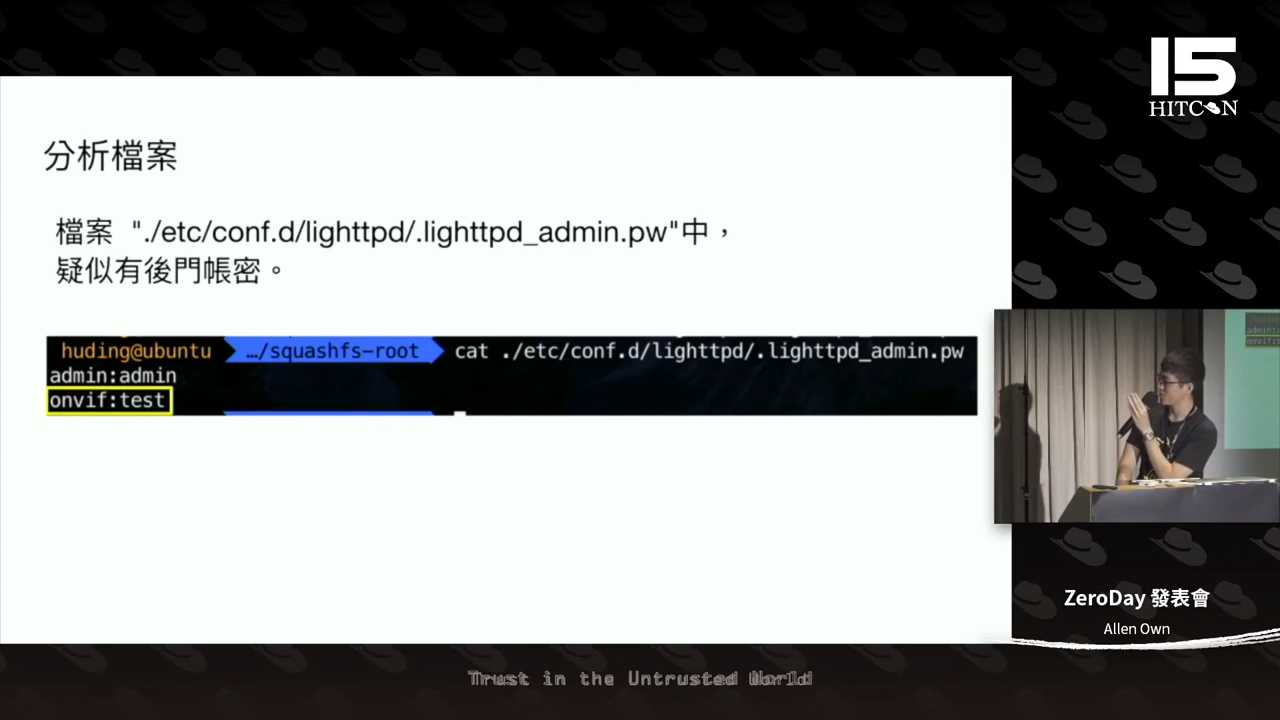 15
HITCON
分析檔案
檔案 "./etc/conf.d/lighttpd/.lighttpd_admin.pw"中，
疑似有後門帳密。
huding@ubuntu …/squashfs-root cat ./etc/conf.d/lighttpd/.lighttpd_admin.pw
admin:admin
onvif:test
ZeroDay 發表會
Allen Own
Trust in the Untrusted World